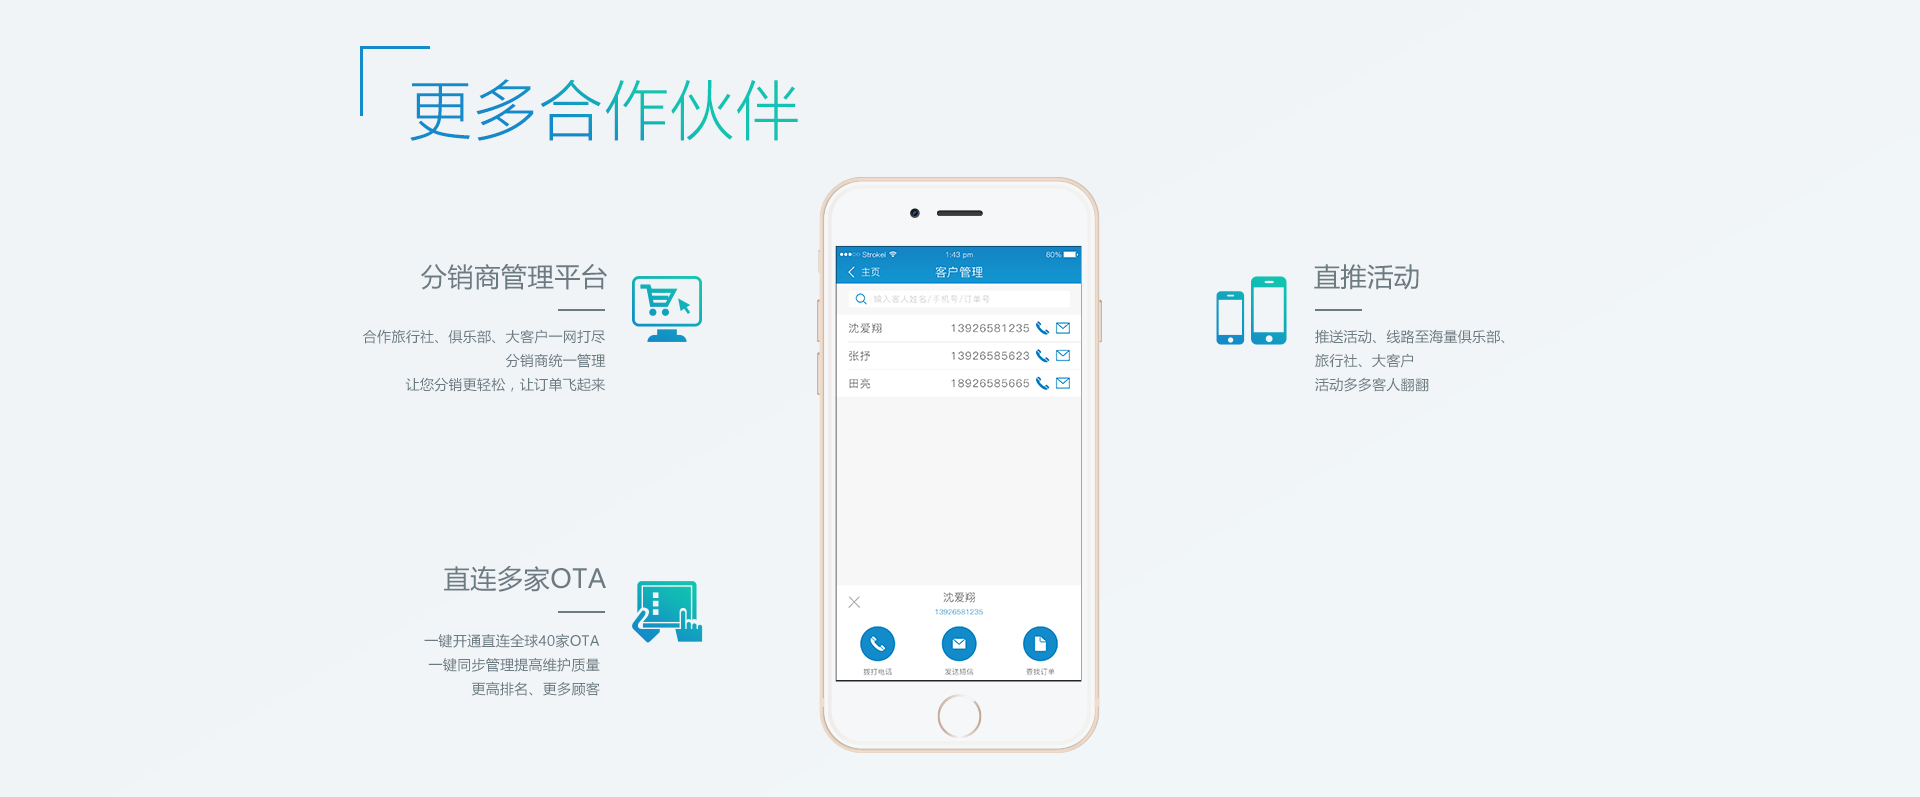 更多合作伙伴
分销商管理平台
合作旅行社、俱乐部、大客户一网打尽
分销商统一管理
让您分销更轻松，让订单飞起来
直连多家OTA
一键开通直连全球40家OTA
一键同步管理提高维护质量
更高排名、更多顾客
Strokel 1:43 pm 80%
主页 客户管理
输入客人姓名/手机号/订单号
沈爱翔 13926581235
张抒 13926585623
田亮 18926585665
沈爱翔
13926581235
拨打电话 发送短信 查找订单
直推活动
推送活动、线路至海量俱乐部、
旅行社、大客户
活动多多客人翻翻